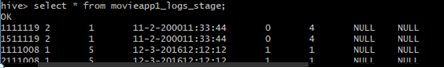 hive> select * from movieapp1_logs_stage;
OK
1111119 2 1 11-2-200011:33:44 0 4 NULL NULL
1511119 2 1 11-2-200011:33:44 0 4 NULL NULL
1111008 1 5 12-3-201612:12:12 1 1 NULL NULL
2111008 1 5 12-3-201612:12:12 1 1 NULL NULL